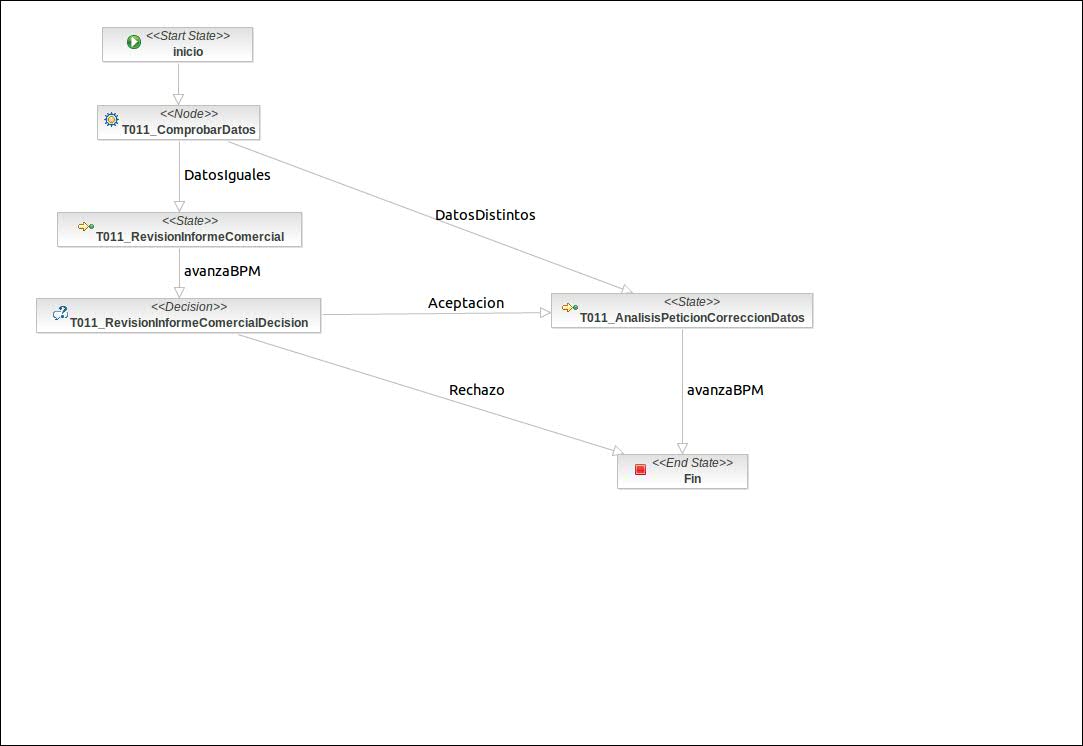 <<Start State>>
inicio
<<Node>>
T011_ComprobarDatos
DatosIguales
DatosDistintos
<<State>>
T011_RevisionInformeComercial
avanzaBPM
<<Decision>>
T011_RevisionInformeComercialDecision
Aceptacion
<<State>>
T011_AnalisisPeticionCorreccionDatos
Rechazo
avanzaBPM
<<End State>>
Fin